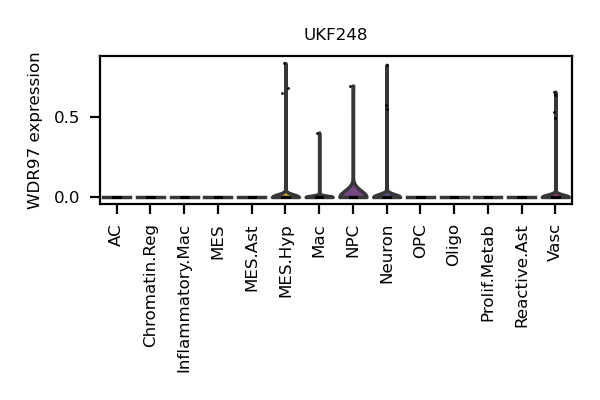 UKF248
WDR97 expression
0.5
0.0
AC
Chromatin.Reg
Inflammatory.Mac
MES
MES.Ast
MES.Hyp
Mac
NPC
Neuron
OPC
Oligo
Prolif.Metab
Reactive.Ast
Vasc